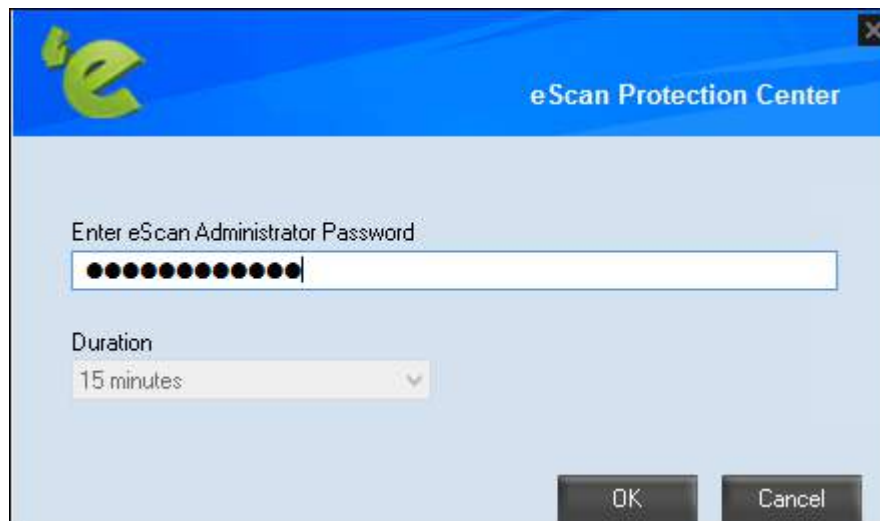 eScan Protection Center
Enter eScan Administrator Password
●●●●●●●●●●●●
Duration
15 minutes
OK Cancel